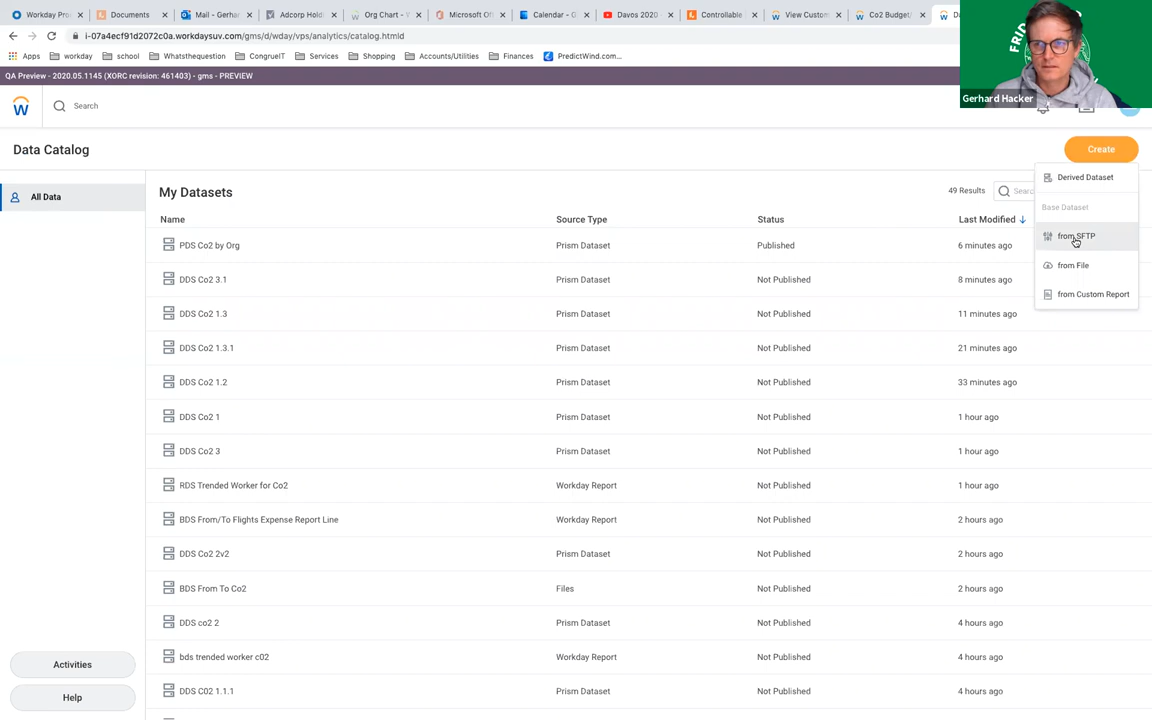 Workday Pro
Documents
Mail - Gerha
Adcorp Hold
Org Chart - W
Microsoft Of
Calendar - G
Davos 2020
Controllable
View Custom
Co2 Budget/
i-07a4ecf91d2072c0a.workdaysuv.com/gms/d/wday/vps/analytics/catalog.htmld
Apps workday school Whatsthequestion CongrueIT Services Shopping Accounts/Utilities Finances PredictWind.com...
QA Preview - 2020.05.1145 (XORC revision: 461403) - gms - PREVIEW
Gerhard Hacker
Search
Data Catalog
Create
Derived Dataset
Base Dataset
from SFTP
from File
from Custom Report
All Data
My Datasets
49 Results
Name Source Type Status Last Modified
PDS Co2 by Org Prism Dataset Published 6 minutes ago
DDS Co2 3.1 Prism Dataset Not Published 8 minutes ago
DDS Co2 1.3 Prism Dataset Not Published 11 minutes ago
DDS Co2 1.3.1 Prism Dataset Not Published 21 minutes ago
DDS Co2 1.2 Prism Dataset Not Published 33 minutes ago
DDS Co2 1 Prism Dataset Not Published 1 hour ago
DDS Co2 3 Prism Dataset Not Published 1 hour ago
RDS Trended Worker for Co2 Workday Report Not Published 1 hour ago
BDS From/To Flights Expense Report Line Workday Report Not Published 2 hours ago
DDS Co2 2v2 Prism Dataset Not Published 2 hours ago
BDS From To Co2 Files Not Published 2 hours ago
DDS co2 2 Prism Dataset Not Published 4 hours ago
bds trended worker c02 Workday Report Not Published 4 hours ago
DDS C02 1.1.1 Prism Dataset Not Published 4 hours ago
Activities
Help